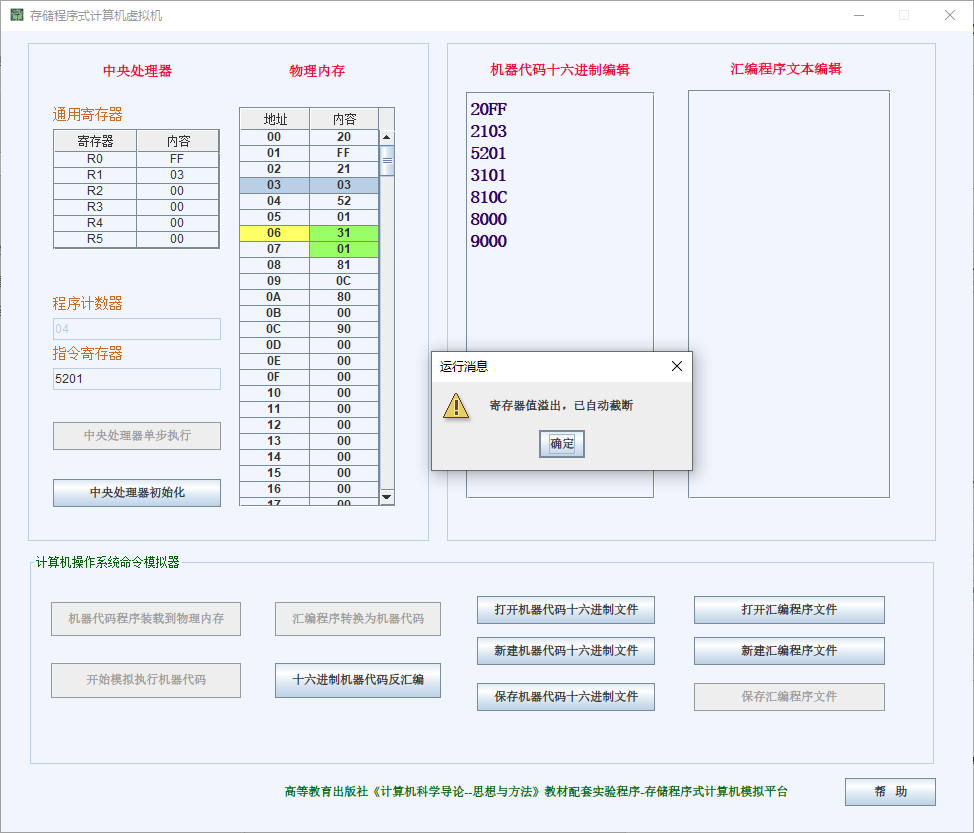 存储程序式计算机虚拟机
中央处理器
物理内存
通用寄存器
寄存器 内容
R0 FF
R1 03
R2 00
R3 00
R4 00
R5 00
程序计数器
04
指令寄存器
5201
中央处理器单步执行
中央处理器初始化
地址 内容
00 20
01 FF
02 21
03 03
04 52
05 01
06 31
07 01
08 81
09 0C
0A 80
0B 00
0C 90
0D 00
0E 00
0F 00
10 00
11 00
12 00
13 00
14 00
15 00
16 00
17 00
机器代码十六进制编辑
20FF
2103
5201
3101
810C
8000
9000
汇编程序文本编辑
运行消息
寄存器值溢出，已自动截断
确定
计算机操作系统命令模拟器
机器代码程序装载到物理内存
汇编程序转换为机器代码
打开机器代码十六进制文件
打开汇编程序文件
新建机器代码十六进制文件
新建汇编程序文件
开始模拟执行机器代码
十六进制机器代码反汇编
保存机器代码十六进制文件
保存汇编程序文件
高等教育出版社《计算机科学导论--思想与方法》教材配套实验程序-存储程序式计算机模拟平台
帮 助